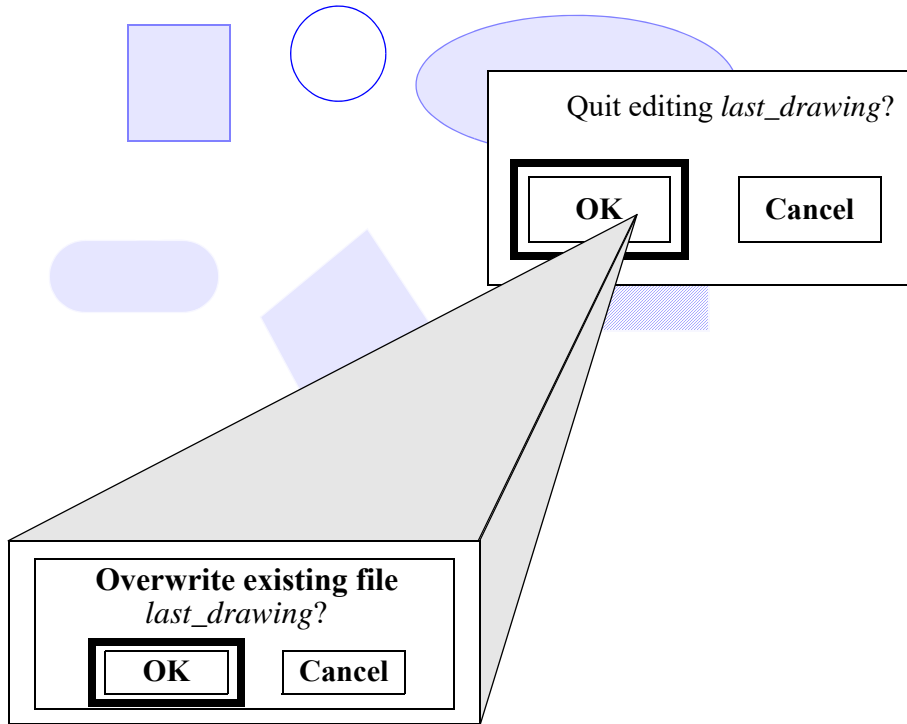 Quit editing last_drawing?
OK Cancel
Overwrite existing file
last_drawing?
OK Cancel